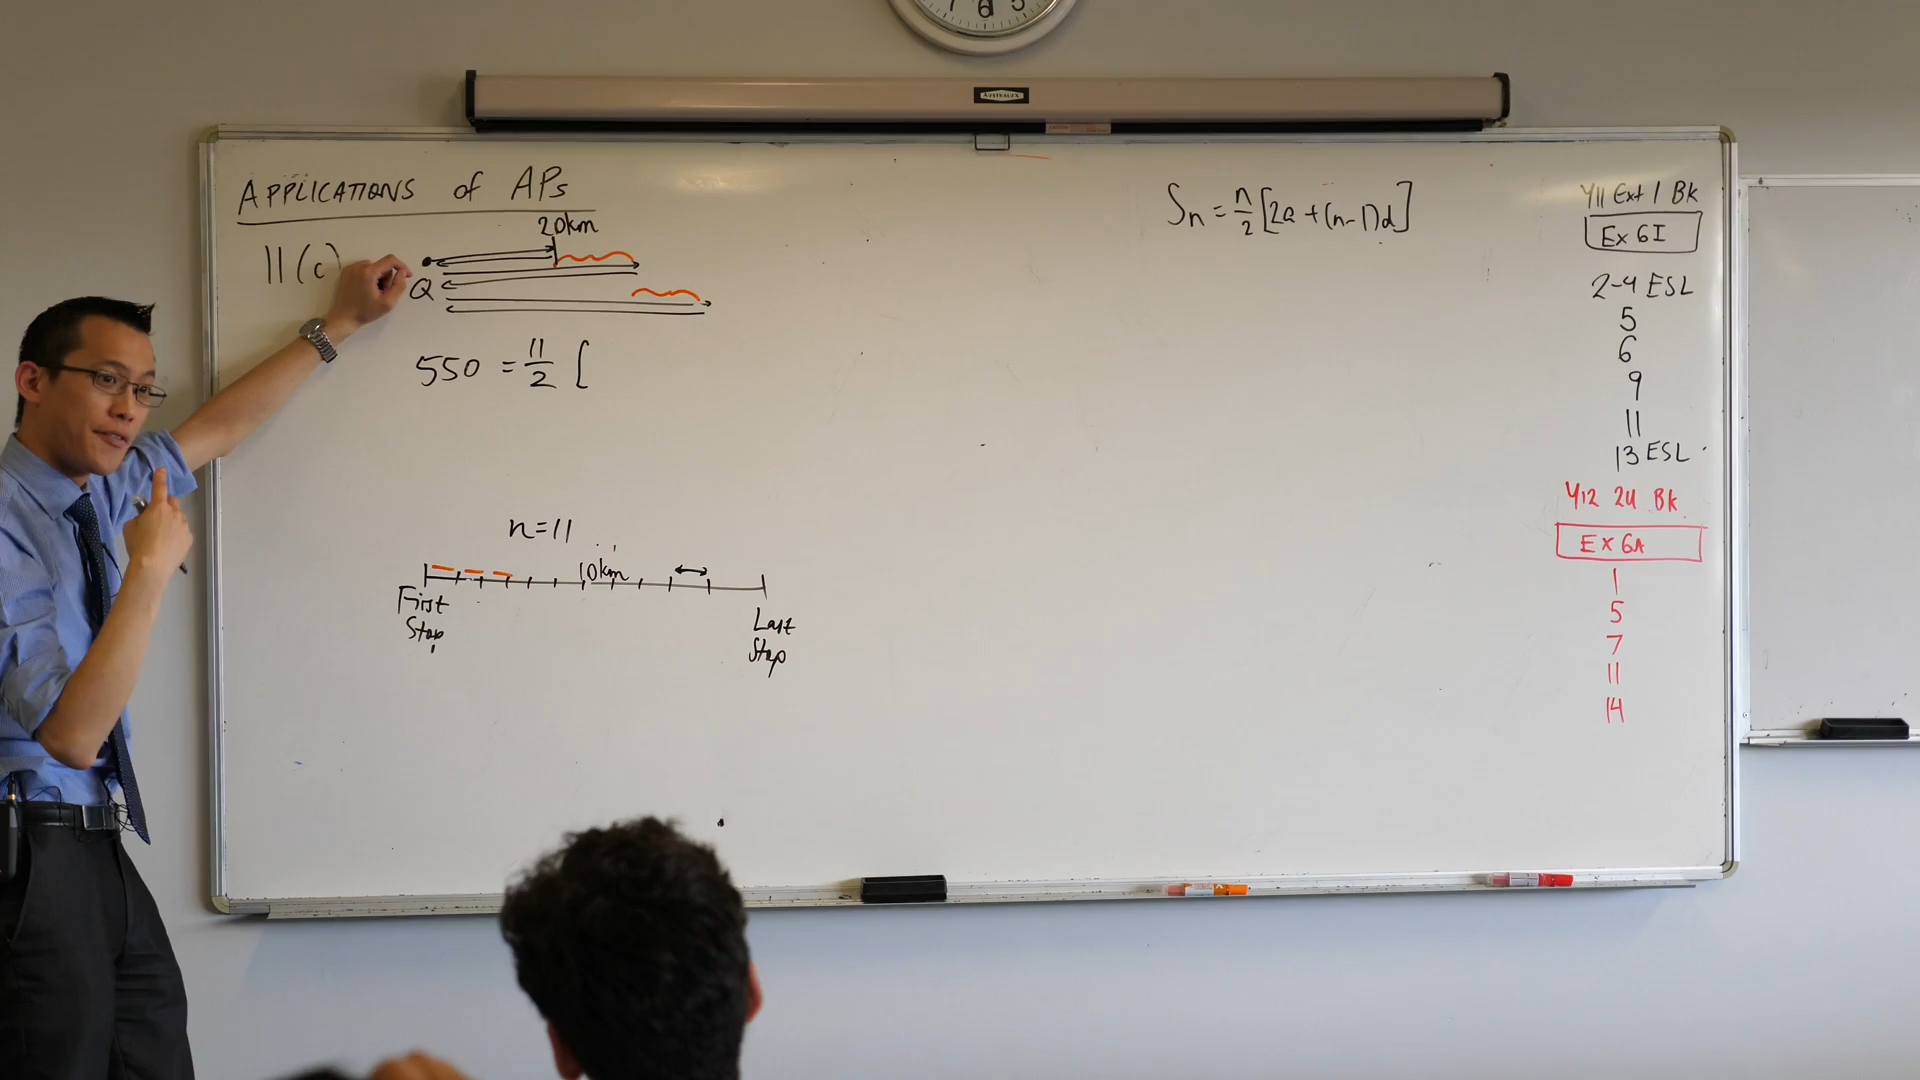 AUSTRALUX
APPLICATIONS of APs
11(c)
20km
Q
550 = 11/2 [
n=11
10km
First Stop
Last Stop
Sn = n/2 [2a + (n-1)d]
Y11 Ext 1 Bk
Ex 6I
2-4 ESL
5
6
9
11
13 ESL
Y12 2U Bk
Ex 6A
1
5
7
11
14